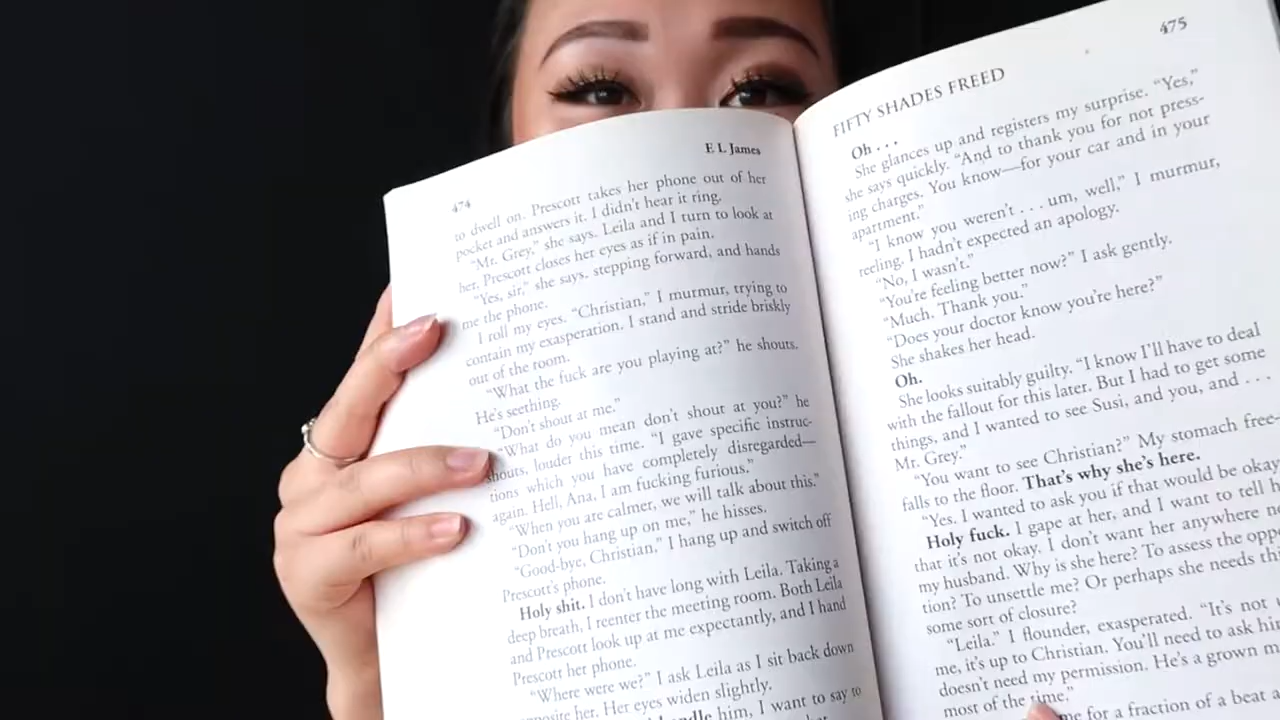 474
E L James
to dwell on. Prescott takes her phone out of her
pocket and answers it. I didn't hear it ring.
"Mr. Grey," she says. Leila and I turn to look at
her. Prescott closes her eyes as if in pain.
"Yes, sir," she says, stepping forward, and hands
me the phone.
I roll my eyes. "Christian," I murmur, trying to
contain my exasperation. I stand and stride briskly
out of the room.
"What the fuck are you playing at?" he shouts.
He's seething.
"Don't shout at me."
"What do you mean don't shout at you?" he
shouts, louder this time. "I gave specific instruc-
tions which you have completely disregarded—
again. Hell, Ana, I am fucking furious."
"When you are calmer, we will talk about this."
"Don't you hang up on me," he hisses.
"Good-bye, Christian." I hang up and switch off
Prescott's phone.
Holy shit. I don't have long with Leila. Taking a
deep breath, I reenter the meeting room. Both Leila
and Prescott look up at me expectantly, and I hand
Prescott her phone.
"Where were we?" I ask Leila as I sit back down
opposite her. Her eyes widen slightly.
him, I want to say to
475
FIFTY SHADES FREED
Oh . . .
She glances up and registers my surprise. "Yes,"
she says quickly. "And to thank you for not press-
ing charges. You know—for your car and in your
apartment."
"I know you weren't . . . um, well," I murmur,
reeling. I hadn't expected an apology.
"No, I wasn't."
"You're feeling better now?" I ask gently.
"Much. Thank you."
"Does your doctor know you're here?"
She shakes her head.
Oh.
She looks suitably guilty. "I know I'll have to deal
with the fallout for this later. But I had to get some
things, and I wanted to see Susi, and you, and . . .
Mr. Grey."
"You want to see Christian?" My stomach free-
falls to the floor. That's why she's here.
"Yes. I wanted to ask you if that would be okay
Holy fuck. I gape at her, and I want to tell
that it's not okay. I don't want her anywhere
my husband. Why is she here? To assess the
tion? To unsettle me? Or perhaps she needs
some sort of closure?
"Leila." I flounder, exasperated. "It's not
me, it's up to Christian. You'll need to ask
doesn't need my permission. He's a grown
most of the time."
for a fraction of a beat